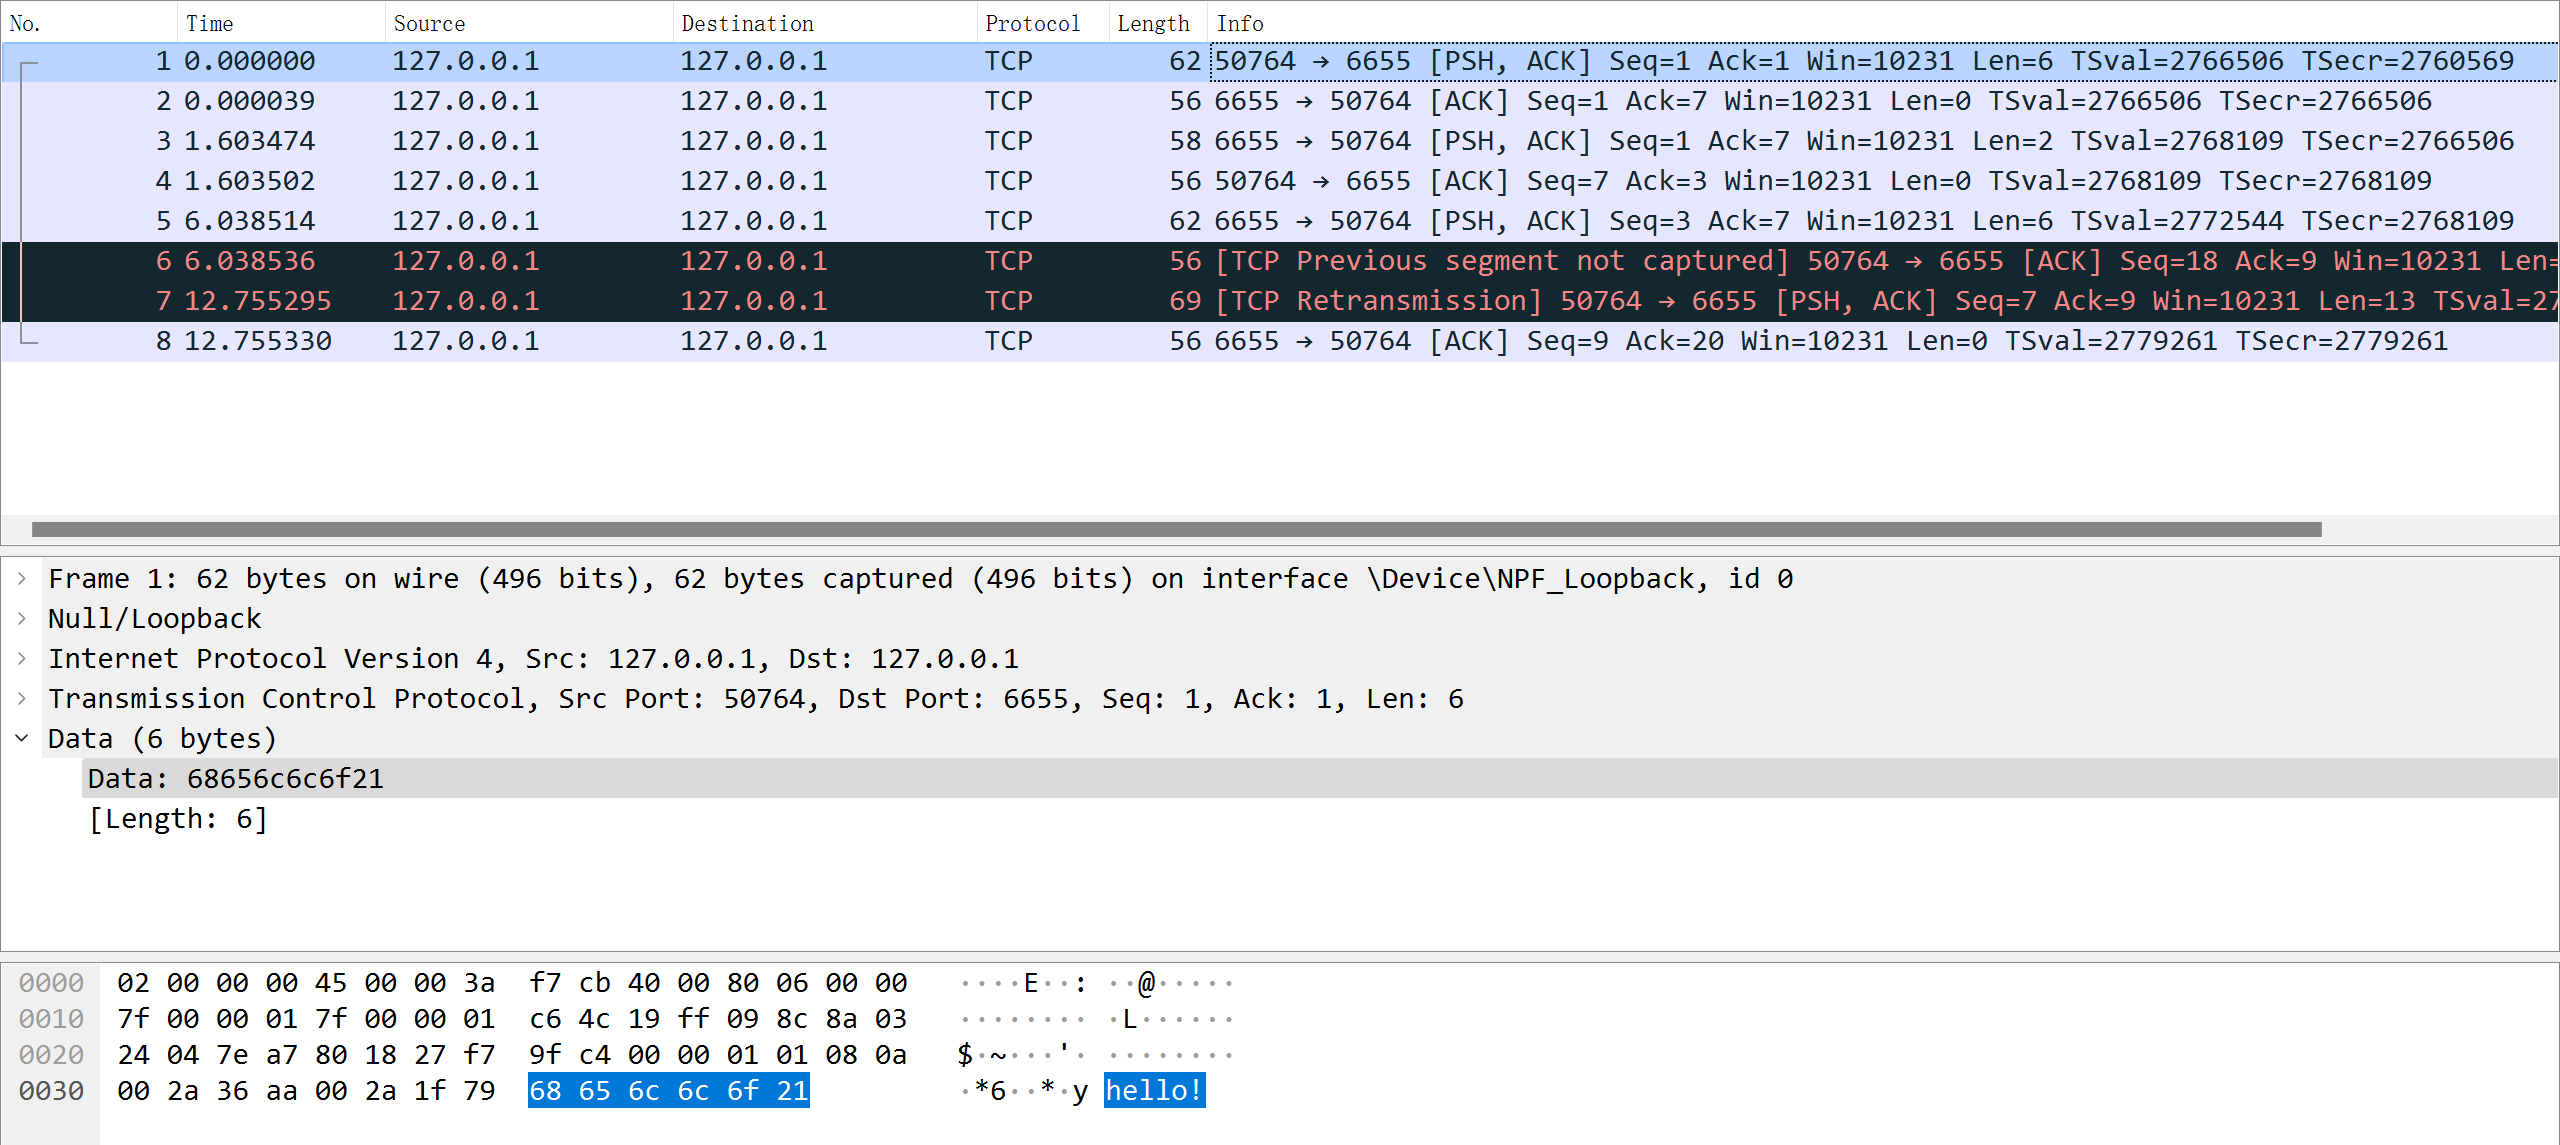 No. Time Source Destination Protocol Length Info
1 0.000000 127.0.0.1 127.0.0.1 TCP 62 50764 → 6655 [PSH, ACK] Seq=1 Ack=1 Win=10231 Len=6 TSval=2766506 TSecr=2760569
2 0.000039 127.0.0.1 127.0.0.1 TCP 56 6655 → 50764 [ACK] Seq=1 Ack=7 Win=10231 Len=0 TSval=2766506 TSecr=2766506
3 1.603474 127.0.0.1 127.0.0.1 TCP 58 6655 → 50764 [PSH, ACK] Seq=1 Ack=7 Win=10231 Len=2 TSval=2768109 TSecr=2766506
4 1.603502 127.0.0.1 127.0.0.1 TCP 56 50764 → 6655 [ACK] Seq=7 Ack=3 Win=10231 Len=0 TSval=2768109 TSecr=2768109
5 6.038514 127.0.0.1 127.0.0.1 TCP 62 6655 → 50764 [PSH, ACK] Seq=3 Ack=7 Win=10231 Len=6 TSval=2772544 TSecr=2768109
6 6.038536 127.0.0.1 127.0.0.1 TCP 56 [TCP Previous segment not captured] 50764 → 6655 [ACK] Seq=18 Ack=9 Win=10231 Len=
7 12.755295 127.0.0.1 127.0.0.1 TCP 69 [TCP Retransmission] 50764 → 6655 [PSH, ACK] Seq=7 Ack=9 Win=10231 Len=13 TSval=27
8 12.755330 127.0.0.1 127.0.0.1 TCP 56 6655 → 50764 [ACK] Seq=9 Ack=20 Win=10231 Len=0 TSval=2779261 TSecr=2779261
Frame 1: 62 bytes on wire (496 bits), 62 bytes captured (496 bits) on interface \Device\NPF_Loopback, id 0
Null/Loopback
Internet Protocol Version 4, Src: 127.0.0.1, Dst: 127.0.0.1
Transmission Control Protocol, Src Port: 50764, Dst Port: 6655, Seq: 1, Ack: 1, Len: 6
Data (6 bytes)
Data: 68656c6c6f21
[Length: 6]
0000 02 00 00 00 45 00 00 3a f7 cb 40 00 80 06 00 00 ····E··: ··@·····
0010 7f 00 00 01 7f 00 00 01 c6 4c 19 ff 09 8c 8a 03 ········ ·L······
0020 24 04 7e a7 80 18 27 f7 9f c4 00 00 01 01 08 0a $·~···'· ········
0030 00 2a 36 aa 00 2a 1f 79 68 65 6c 6c 6f 21 ·*6··*·y hello!